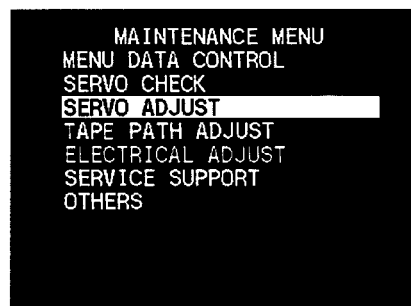 MAINTENANCE MENU
MENU DATA CONTROL
SERVO CHECK
SERVO ADJUST
TAPE PATH ADJUST
ELECTRICAL ADJUST
SERVICE SUPPORT
OTHERS